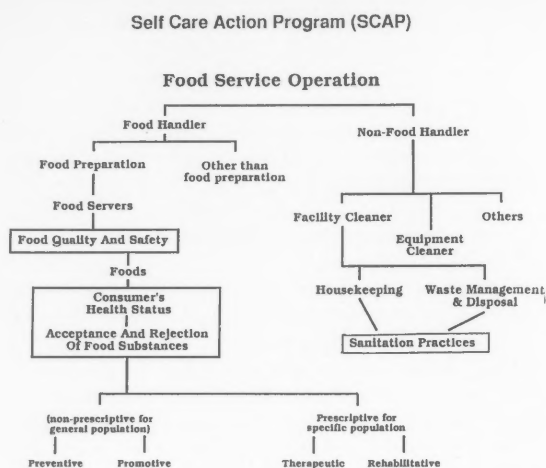 Self Care Action Program (SCAP)
Food Service Operation
Food Handler
Non-Food Handler
Food Preparation
Other than
food preparation
Food Servers
Facility Cleaner
Equipment
Cleaner
Others
Food Quality And Safety
Foods
Housekeeping
Waste Management
& Disposal
Consumer's
Health Status
Acceptance And Rejection
Of Food Substances
Sanitation Practices
(non-prescriptive for
general population)
Prescriptive for
specific population
Preventive
Promotive
Therapeutic
Rehabilitative